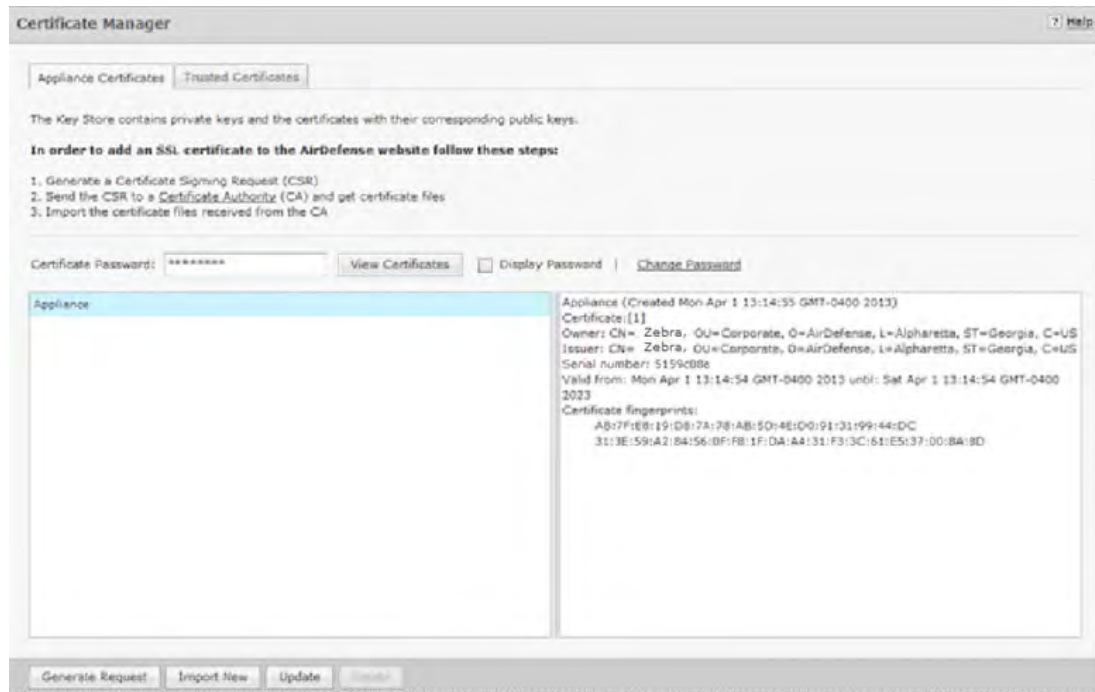 Certificate Manager
? Help
Appliance Certificates
Trusted Certificates
The Key Store contains private keys and the certificates with their corresponding public keys.
In order to add an SSL certificate to the AirDefense website follow these steps:
1. Generate a Certificate Signing Request (CSR)
2. Send the CSR to a Certificate Authority (CA) and get certificate files
3. Import the certificate files received from the CA
Certificate Password: ******** View Certificates Display Password | Change Password
Appliance
Appliance (Created Mon Apr 1 13:14:55 GMT-0400 2013)
Certificate:[1]
Owner: CN= Zebra, OU=Corporate, O=AirDefense, L=Alpharetta, ST=Georgia, C=US
Issuer: CN= Zebra, OU=Corporate, O=AirDefense, L=Alpharetta, ST=Georgia, C=US
Serial number: 5159c08e
Valid from: Mon Apr 1 13:14:54 GMT-0400 2013 until: Sat Apr 1 13:14:54 GMT-0400
2023
Certificate fingerprints:
A8:7F:E8:19:D8:7A:78:AB:5D:4E:D0:91:31:99:44:DC
31:3E:59:A2:84:56:BF:F8:1F:DA:A4:31:F3:3C:61:E5:37:00:8A:8D
Generate Request
Import New
Update